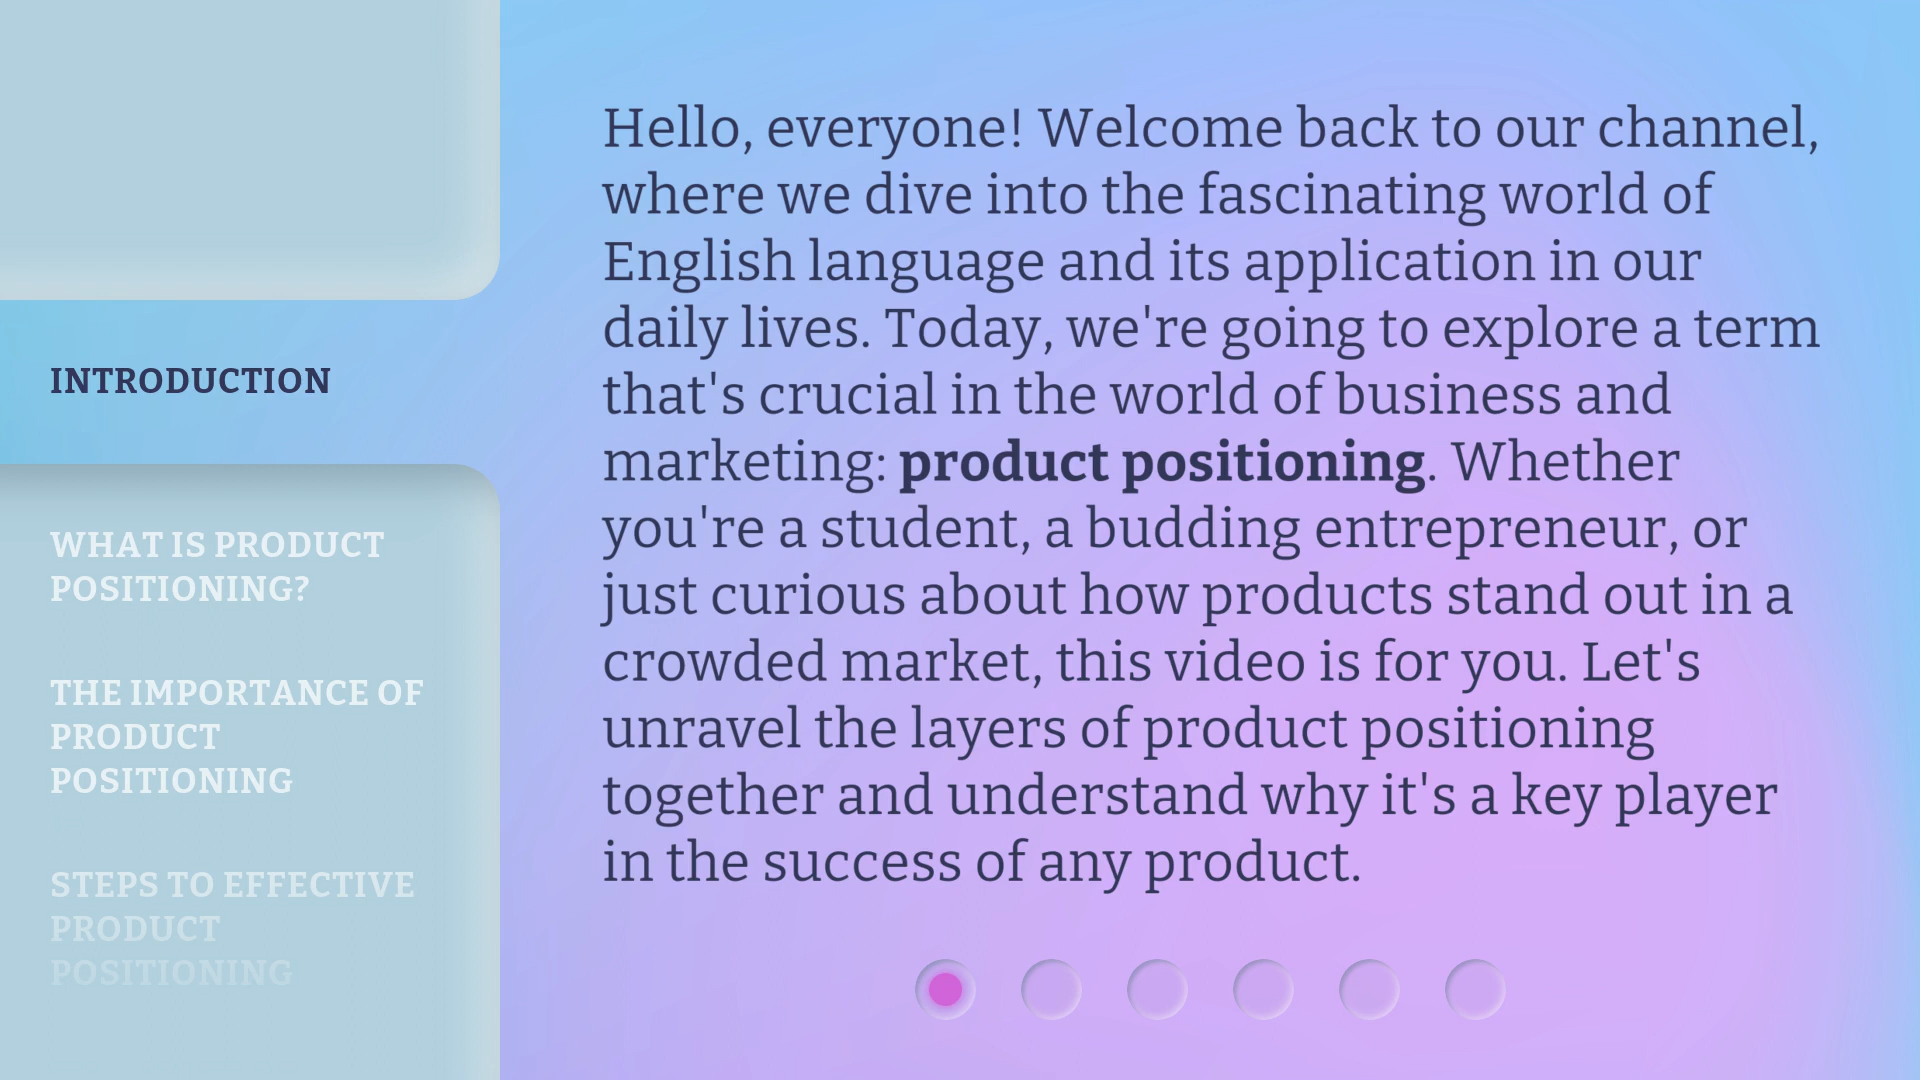 INTRODUCTION
WHAT IS PRODUCT
POSITIONING?
THE IMPORTANCE OF
PRODUCT
POSITIONING
STEPS TO EFFECTIVE
PRODUCT
POSITIONING
Hello, everyone! Welcome back to our channel,
where we dive into the fascinating world of
English language and its application in our
daily lives. Today, we're going to explore a term
that's crucial in the world of business and
marketing: product positioning. Whether
you're a student, a budding entrepreneur, or
just curious about how products stand out in a
crowded market, this video is for you. Let's
unravel the layers of product positioning
together and understand why it's a key player
in the success of any product.